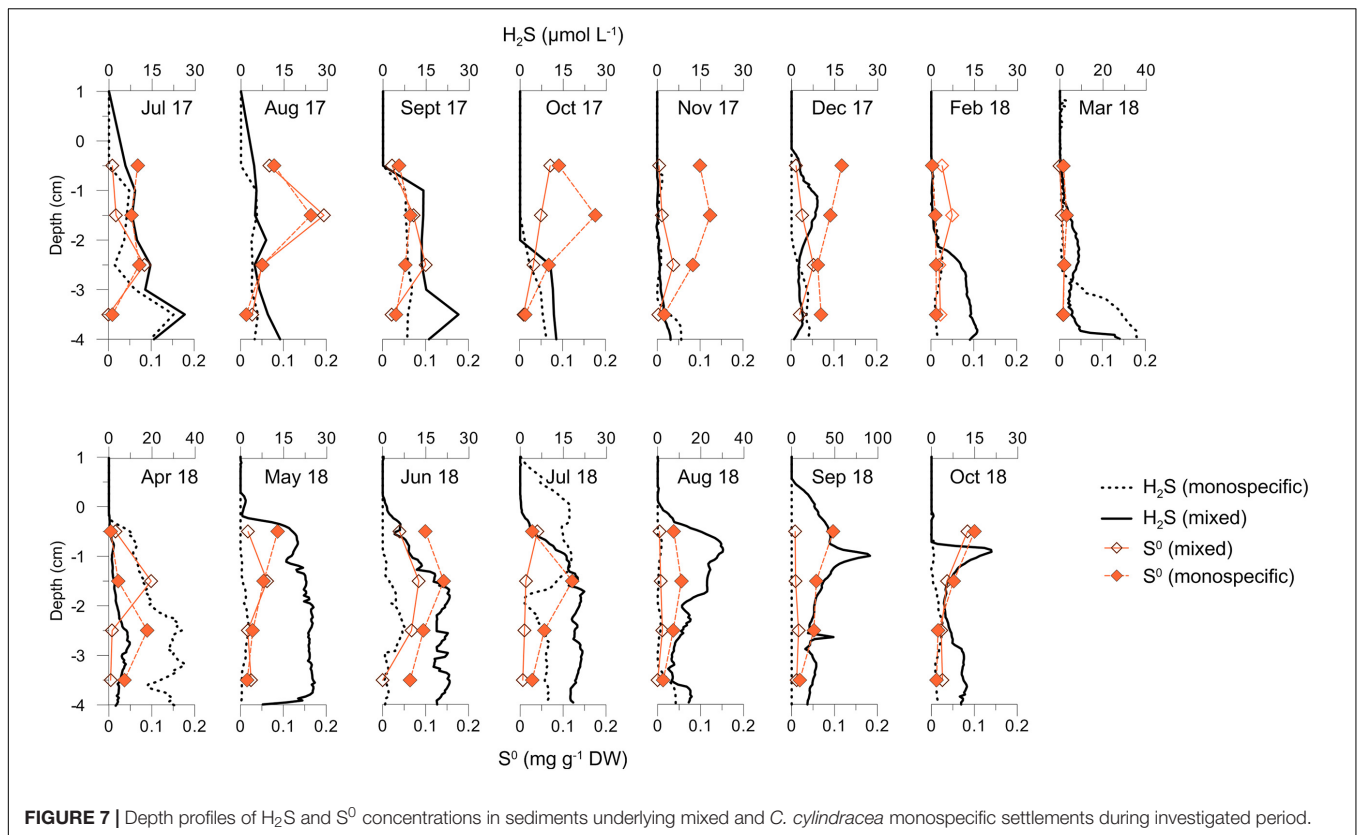 H₂S (µmol L⁻¹)
0 15 30 0 15 30 0 15 30 0 15 30 0 15 30 0 15 30 0 15 30 0 20 40
1
0
-1
-2
-3
-4
Depth (cm)
Jul 17 Aug 17 Sept 17 Oct 17 Nov 17 Dec 17 Feb 18 Mar 18
0 0.1 0.2 0 0.1 0.2 0 0.1 0.2 0 0.1 0.2 0 0.1 0.2 0 0.1 0.2 0 0.1 0.2 0 0.1 0.2
0 20 40 0 15 30 0 15 30 0 15 30 0 20 40 0 50 100 0 15 30
1
0
-1
-2
-3
-4
Depth (cm)
Apr 18 May 18 Jun 18 Jul 18 Aug 18 Sep 18 Oct 18
0 0.1 0.2 0 0.1 0.2 0 0.1 0.2 0 0.1 0.2 0 0.1 0.2 0 0.1 0.2 0 0.1 0.2
S⁰ (mg g⁻¹ DW)
H₂S (monospecific)
H₂S (mixed)
S⁰ (mixed)
S⁰ (monospecific)
FIGURE 7 | Depth profiles of H₂S and S⁰ concentrations in sediments underlying mixed and C. cylindracea monospecific settlements during investigated period.